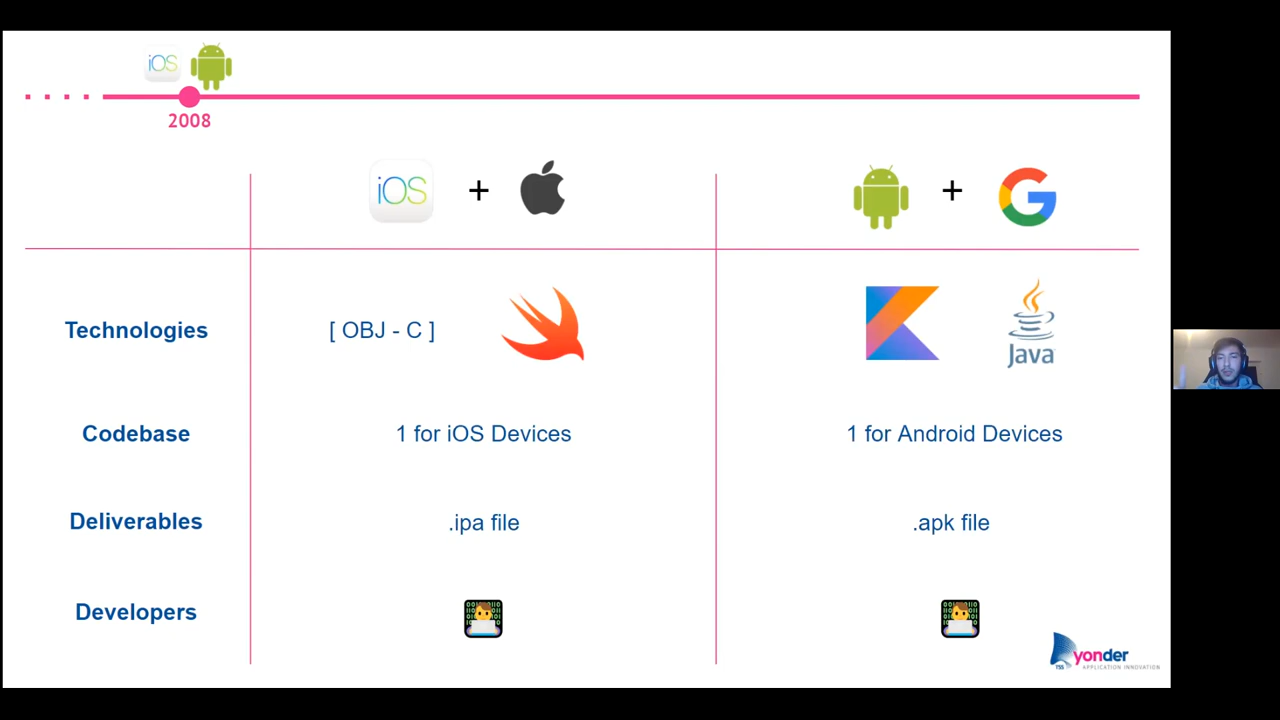 iOS
2008
iOS + +
Technologies [ OBJ - C ] Java
Codebase 1 for iOS Devices 1 for Android Devices
Deliverables .ipa file .apk file
Developers
TSS yonder
APPLICATION INNOVATION